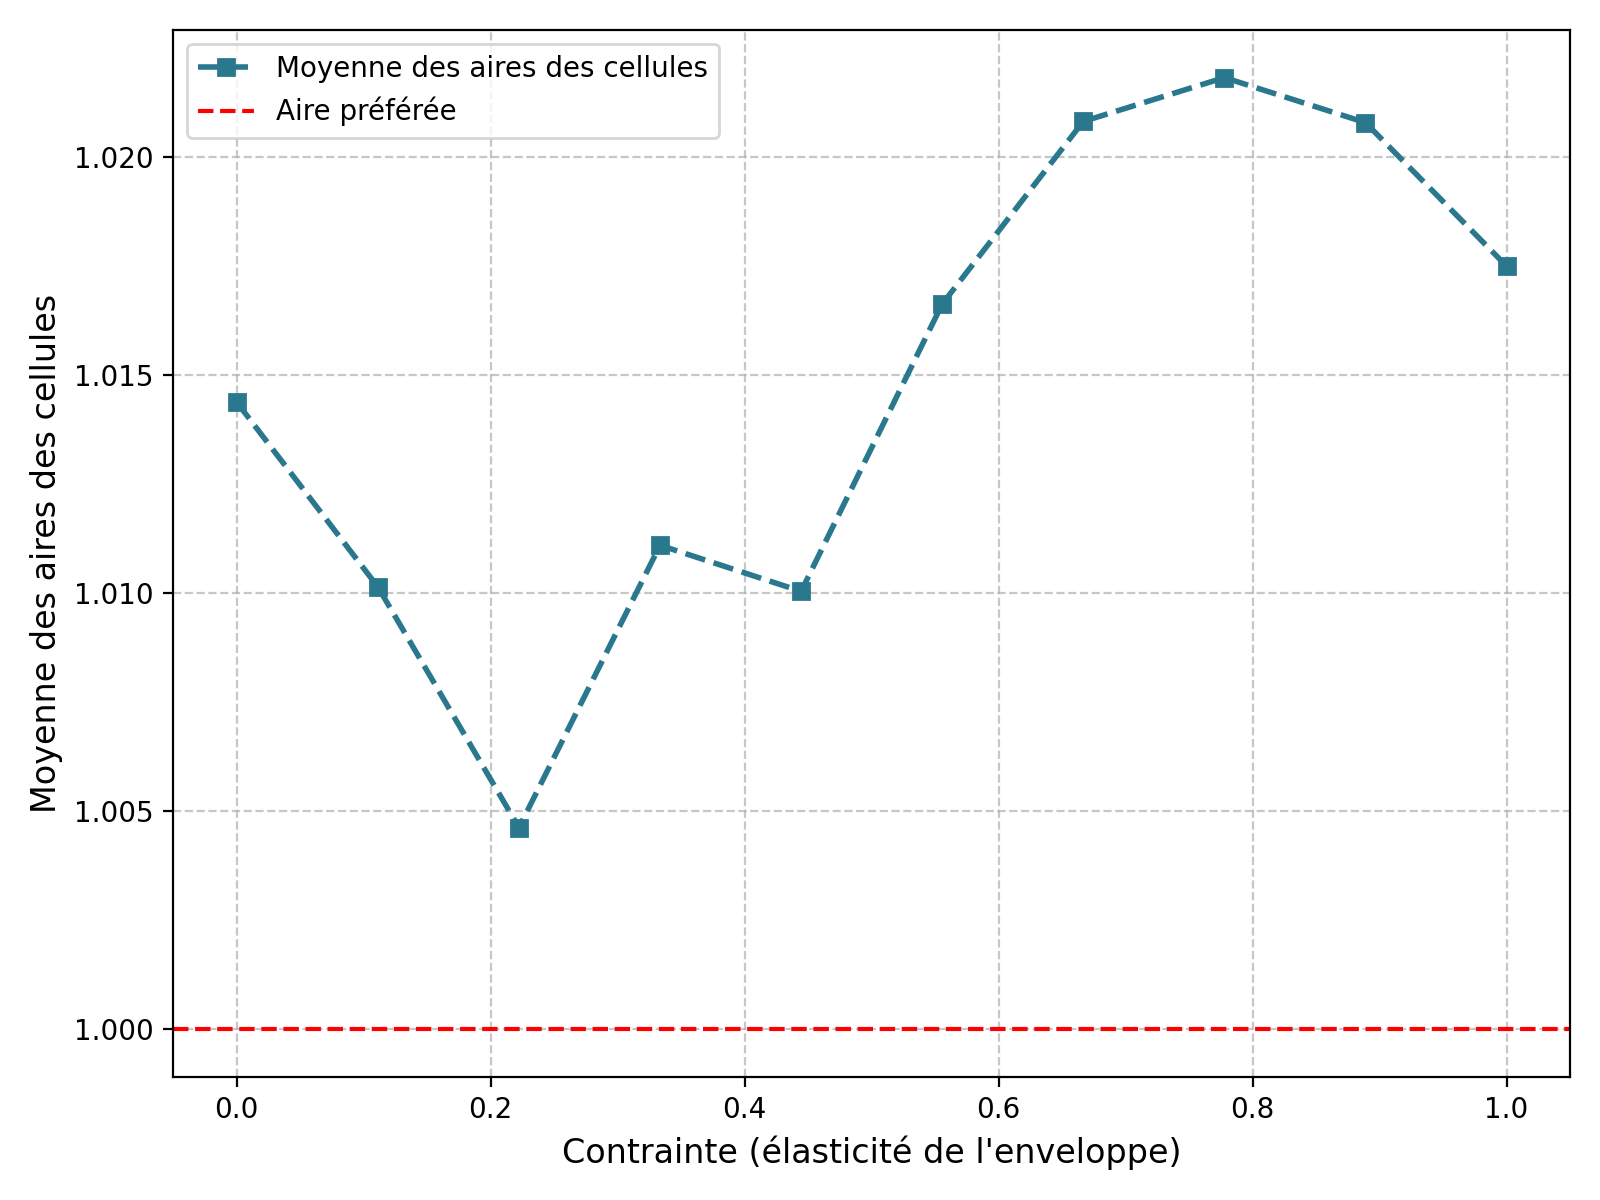 Moyenne des aires des cellules
Aire préférée
1.020
1.015
1.010
1.005
1.000
Moyenne des aires des cellules
0.0 0.2 0.4 0.6 0.8 1.0
Contrainte (élasticité de l'enveloppe)